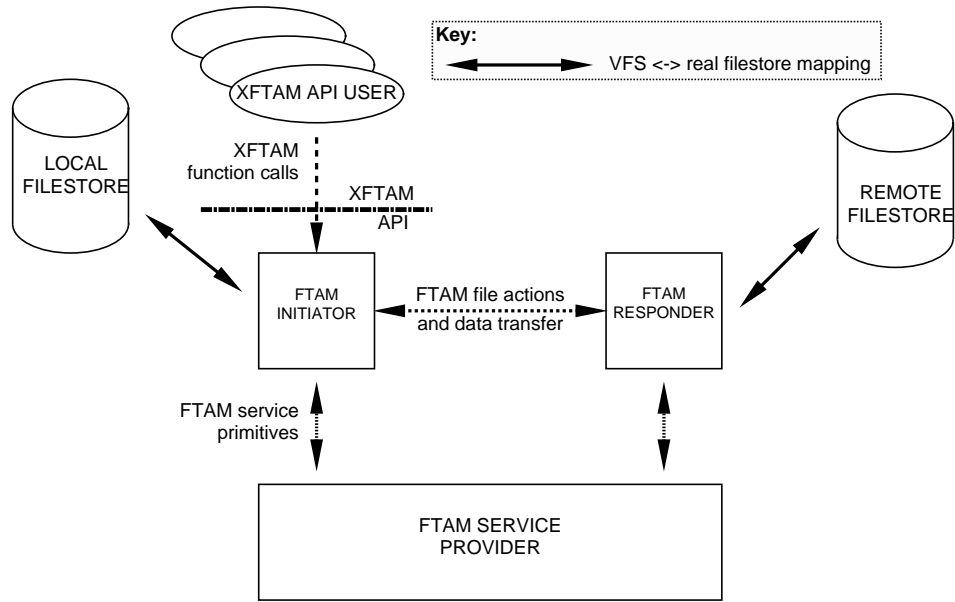 Key:
VFS <-> real filestore mapping
XFTAM API USER
LOCAL
FILESTORE
XFTAM
function calls
XFTAM
API
REMOTE
FILESTORE
FTAM
INITIATOR
FTAM file actions
and data transfer
FTAM
RESPONDER
FTAM service
primitives
FTAM SERVICE
PROVIDER